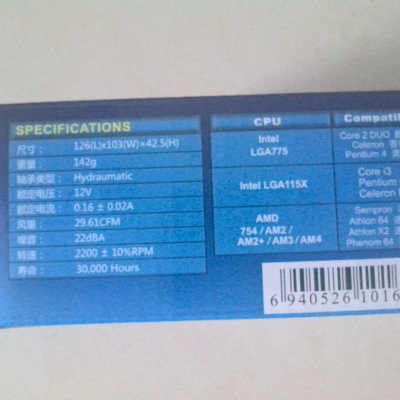 SPECIFICATIONS
尺寸: 126(L)x103(W)×42.5(H)
重量: 142g
轴承类型: Hydraumatic
额定电压: 12V
额定电流: 0.16 ± 0.02A
风量: 29.61CFM
噪音: 22dBA
转速: 2200 ± 10%RPM
寿命: 30,000 Hours
CPU Compati
Intel
LGA775
Core 2 DUO
Celeron
Pentium 4
Intel LGA115X
Core i3
Pentium
Celeron
AMD
754 / AM2 /
AM2+ / AM3 / AM4
Sempron
Athlon 64
Athlon X2
Phenom 64
6 940526 1016